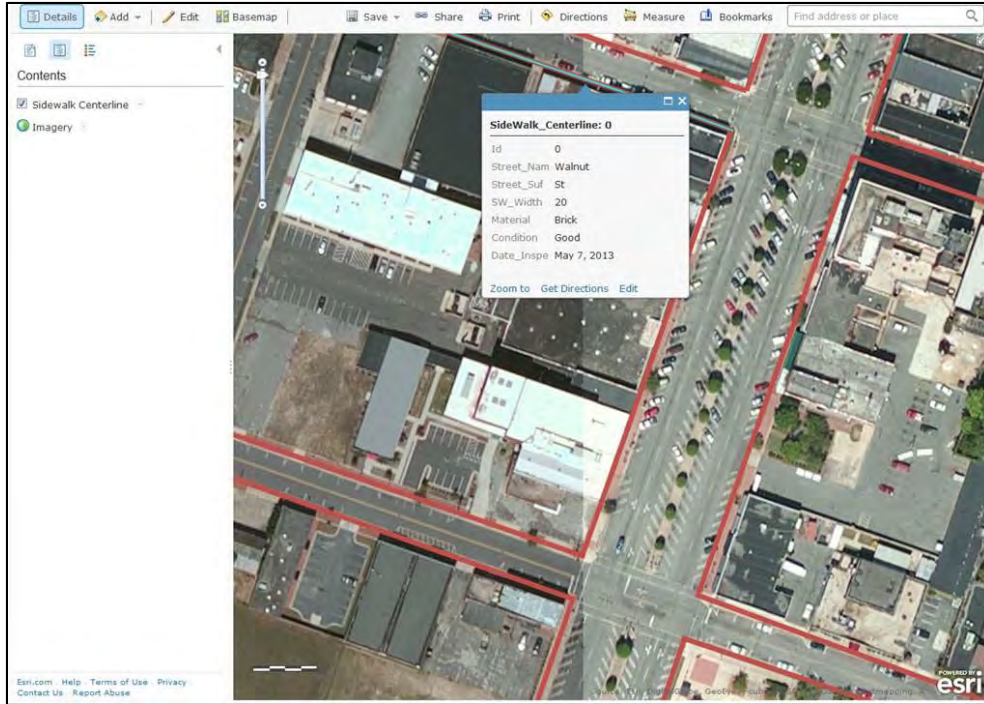 Details Add Edit Basemap Save Share Print Directions Measure Bookmarks Find address or place
Contents
Sidewalk Centerline
Imagery
SideWalk_Centerline: 0
Id 0
Street_Nam Walnut
Street_Suf St
SW_Width 20
Material Brick
Condition Good
Date_Inspe May 7, 2013
Zoom to Get Directions Edit
Esri.com Help Terms of Use Privacy
Contact Us Report Abuse
POWERED BY
esri